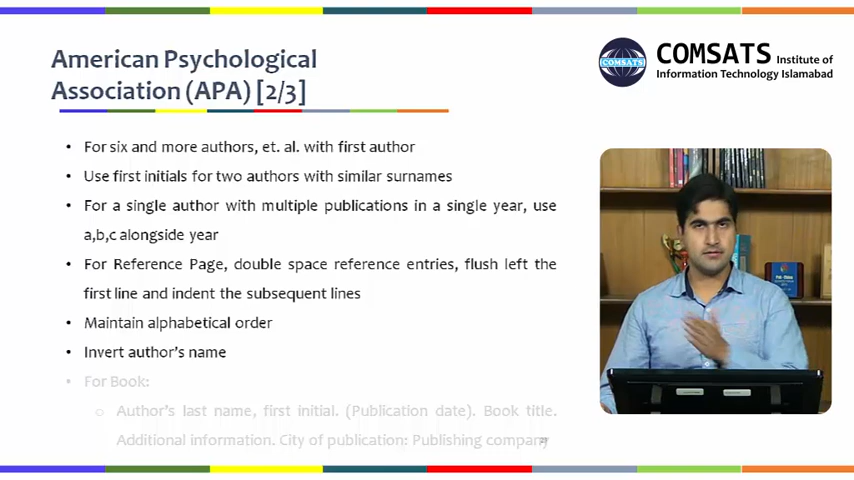 American Psychological
Association (APA) [2/3]
COMSATS Institute of
Information Technology Islamabad
COMSATS
• For six and more authors, et. al. with first author
• Use first initials for two authors with similar surnames
• For a single author with multiple publications in a single year, use
a,b,c alongside year
• For Reference Page, double space reference entries, flush left the
first line and indent the subsequent lines
• Maintain alphabetical order
• Invert author's name
• For Book:
o Author's last name, first initial. (Publication date). Book title.
Additional information. City of publication: Publishing company